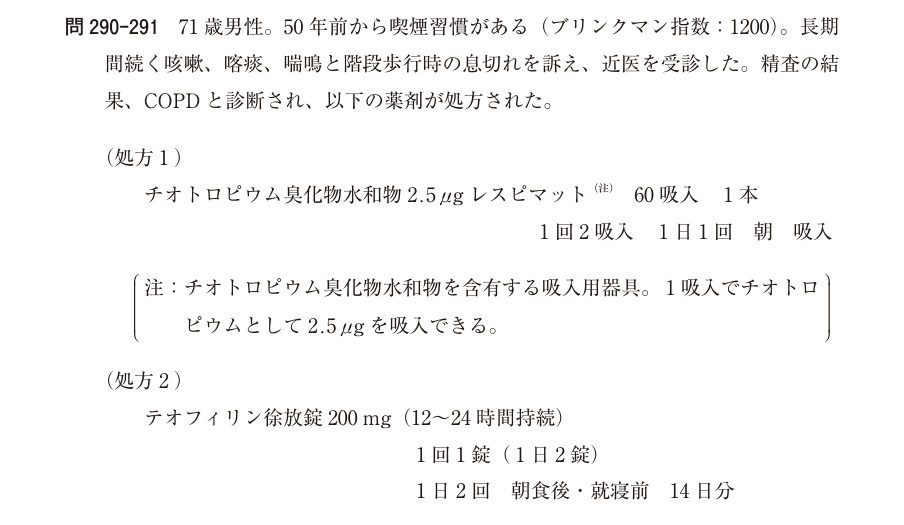 問 290-291　71 歳男性。50 年前から喫煙習慣がある（ブリンクマン指数：1200）。長期
間続く咳嗽、喀痰、喘鳴と階段歩行時の息切れを訴え、近医を受診した。精査の結
果、COPD と診断され、以下の薬剤が処方された。
（処方１）
チオトロピウム臭化物水和物 2.5 μg レスピマット（注）　60 吸入　１本
１回２吸入　１日１回　朝　吸入
注：チオトロピウム臭化物水和物を含有する吸入用器具。１吸入でチオトロ
ピウムとして 2.5 μg を吸入できる。
（処方２）
テオフィリン徐放錠 200 mg（12～24 時間持続）
１回１錠（１日２錠）
１日２回　朝食後・就寝前　14 日分